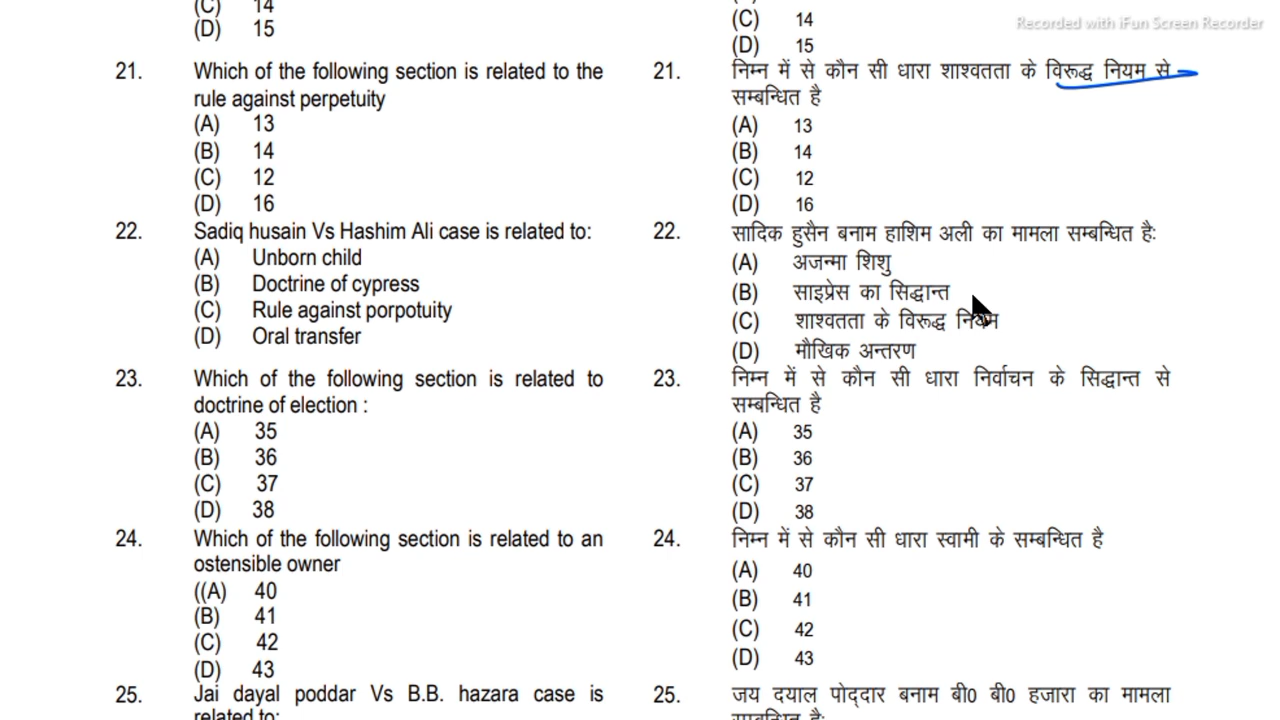 (C) 14
(D) 15
21. Which of the following section is related to the
rule against perpetuity
(A) 13
(B) 14
(C) 12
(D) 16
22. Sadiq husain Vs Hashim Ali case is related to:
(A) Unborn child
(B) Doctrine of cypress
(C) Rule against porpotuity
(D) Oral transfer
23. Which of the following section is related to
doctrine of election :
(A) 35
(B) 36
(C) 37
(D) 38
24. Which of the following section is related to an
ostensible owner
((A) 40
(B) 41
(C) 42
(D) 43
25. Jai dayal poddar Vs B.B. hazara case is
related to:
Recorded with iFun Screen Recorder
(C) 14
(D) 15
21. निम्न में से कौन सी धारा शाश्वतता के विरूद्ध नियम से
सम्बन्धित है
(A) 13
(B) 14
(C) 12
(D) 16
22. सादिक हुसैन बनाम हाशिम अली का मामला सम्बन्धित है:
(A) अजन्मा शिशु
(B) साइप्रेस का सिद्धान्त
(C) शाश्वतता के विरूद्ध नियम
(D) मौखिक अन्तरण
23. निम्न में से कौन सी धारा निर्वाचन के सिद्धान्त से
सम्बन्धित है
(A) 35
(B) 36
(C) 37
(D) 38
24. निम्न में से कौन सी धारा स्वामी के सम्बन्धित है
(A) 40
(B) 41
(C) 42
(D) 43
25. जय दयाल पोद्दार बनाम बी0 बी0 हजारा का मामला
सम्बन्धित है: